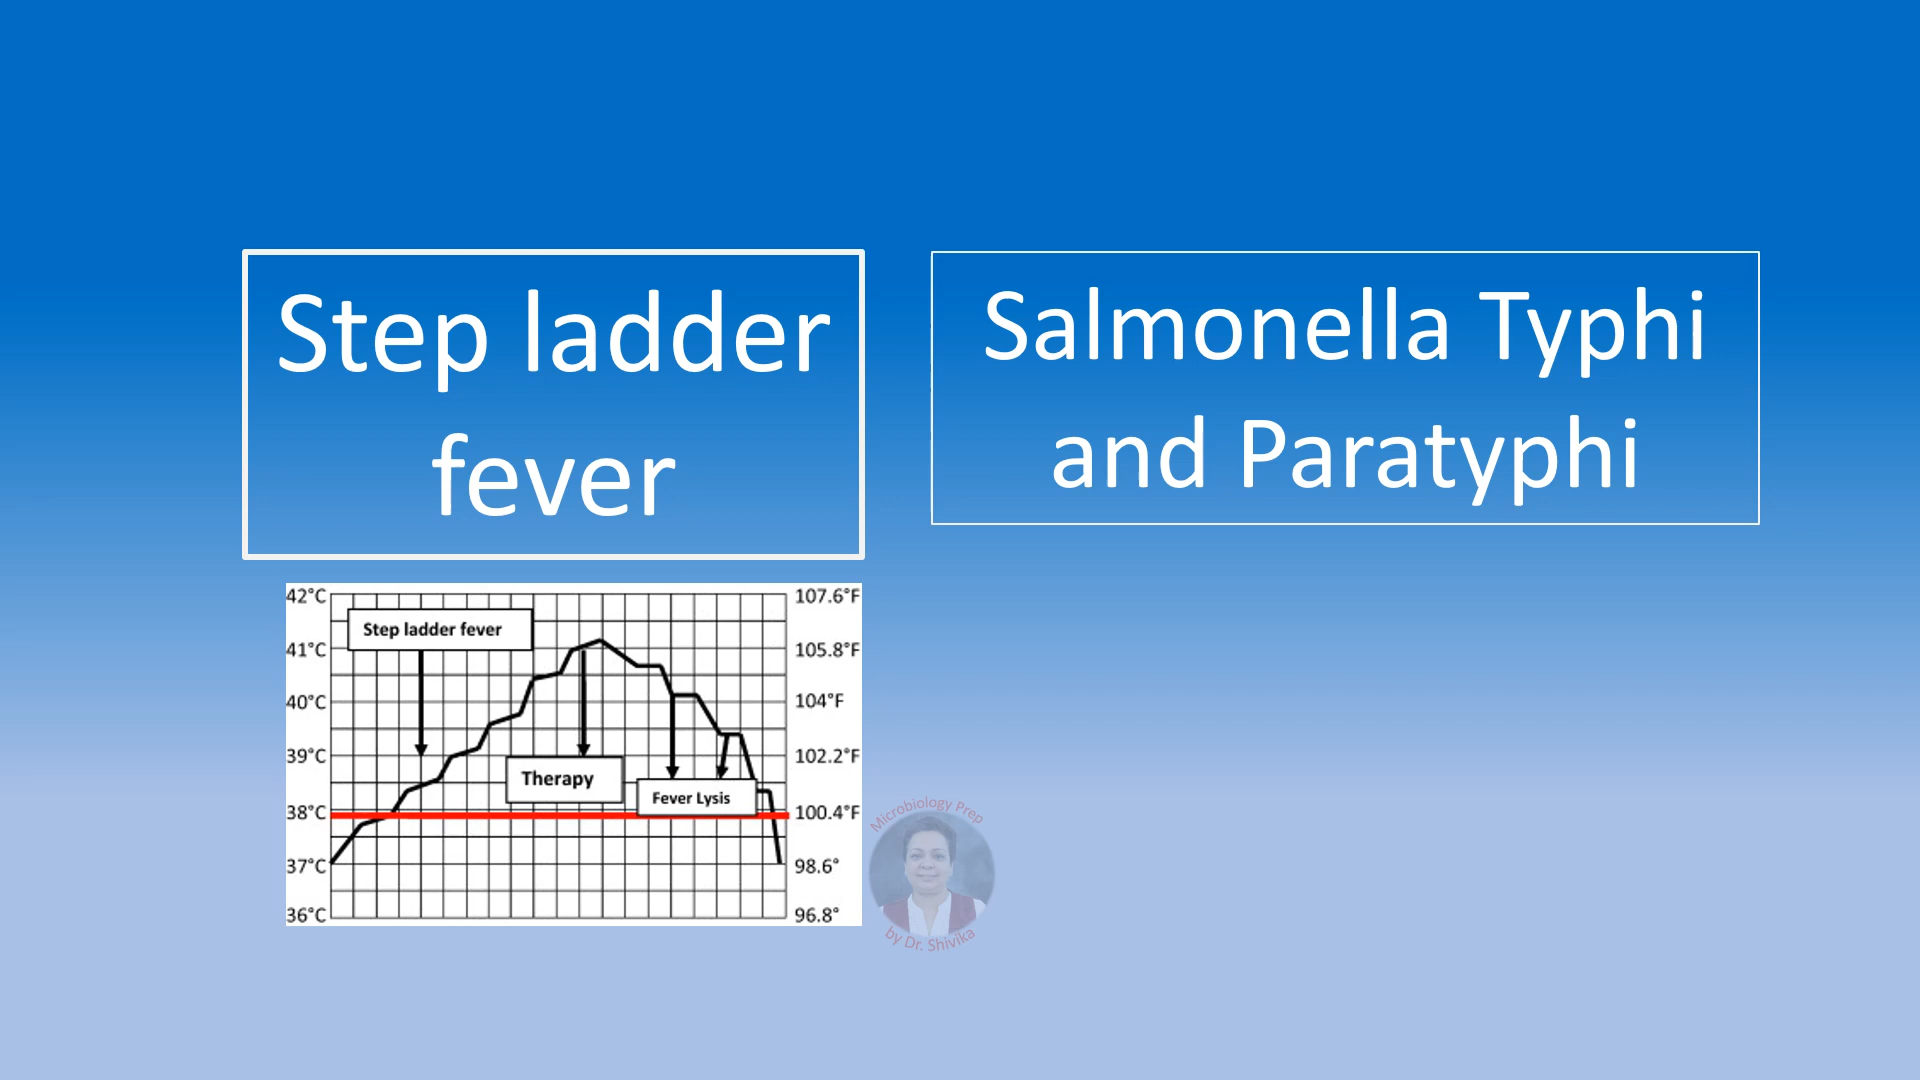 Step ladder
fever
Salmonella Typhi
and Paratyphi
42°C
107.6°F
Step ladder fever
41°C
105.8°F
40°C
104°F
39°C
102.2°F
Therapy
Fever Lysis
38°C
100.4°F
37°C
98.6°
36°C
96.8°
Microbiology Prep
by Dr. Shivika